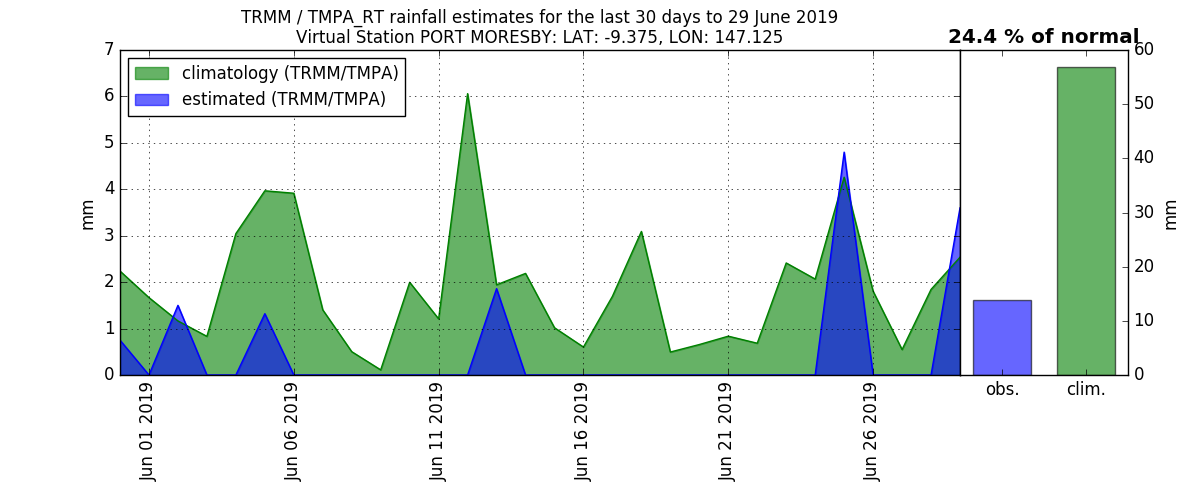 TRMM / TMPA_RT rainfall estimates for the last 30 days to 29 June 2019
Virtual Station PORT MORESBY: LAT: -9.375, LON: 147.125
24.4 % of normal
climatology (TRMM/TMPA)
estimated (TRMM/TMPA)
7
6
5
4
3
2
1
0
mm
Jun 01 2019
Jun 06 2019
Jun 11 2019
Jun 16 2019
Jun 21 2019
Jun 26 2019
60
50
40
30
20
10
0
mm
obs.
clim.